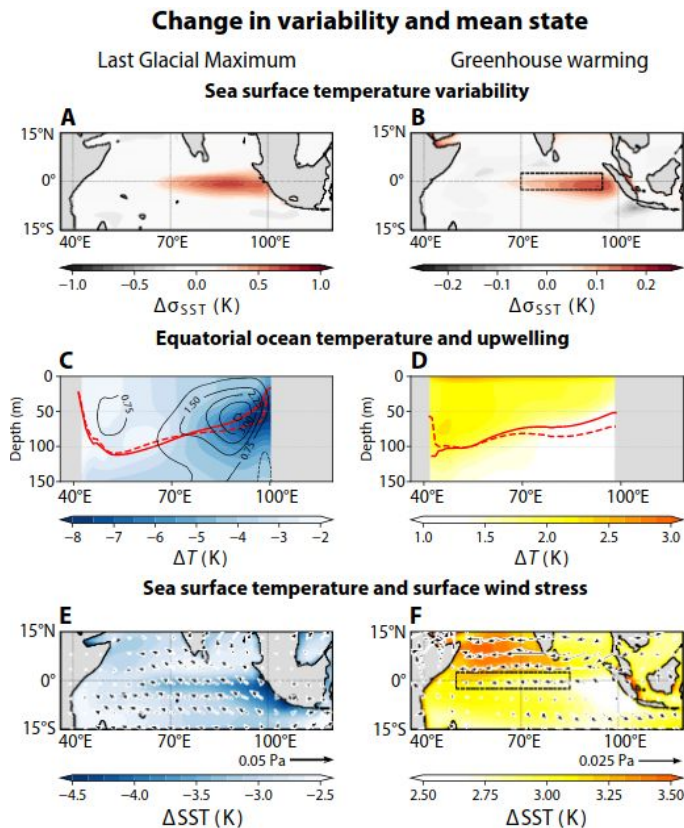 Change in variability and mean state
Last Glacial Maximum Greenhouse warming
Sea surface temperature variability
A B
15°N
0°
15°S
40°E 70°E 100°E 40°E 70°E 100°E
−1.0 −0.5 0.0 0.5 1.0 −0.2 −0.1 0.0 0.1 0.2
ΔσSST (K) ΔσSST (K)
Equatorial ocean temperature and upwelling
C D
Depth (m) Depth (m)
0 0
50 50
100 100
150 150
0.75 1.50 0.75
40°E 70°E 100°E 40°E 70°E 100°E
−8 −7 −6 −5 −4 −3 −2 1.0 1.5 2.0 2.5 3.0
ΔT (K) ΔT (K)
Sea surface temperature and surface wind stress
E F
15°N 15°N
0° 0°
15°S 15°S
40°E 70°E 100°E 40°E 70°E 100°E
0.05 Pa 0.025 Pa
−4.5 −4.0 −3.5 −3.0 −2.5 2.50 2.75 3.00 3.25 3.50
ΔSST (K) ΔSST (K)